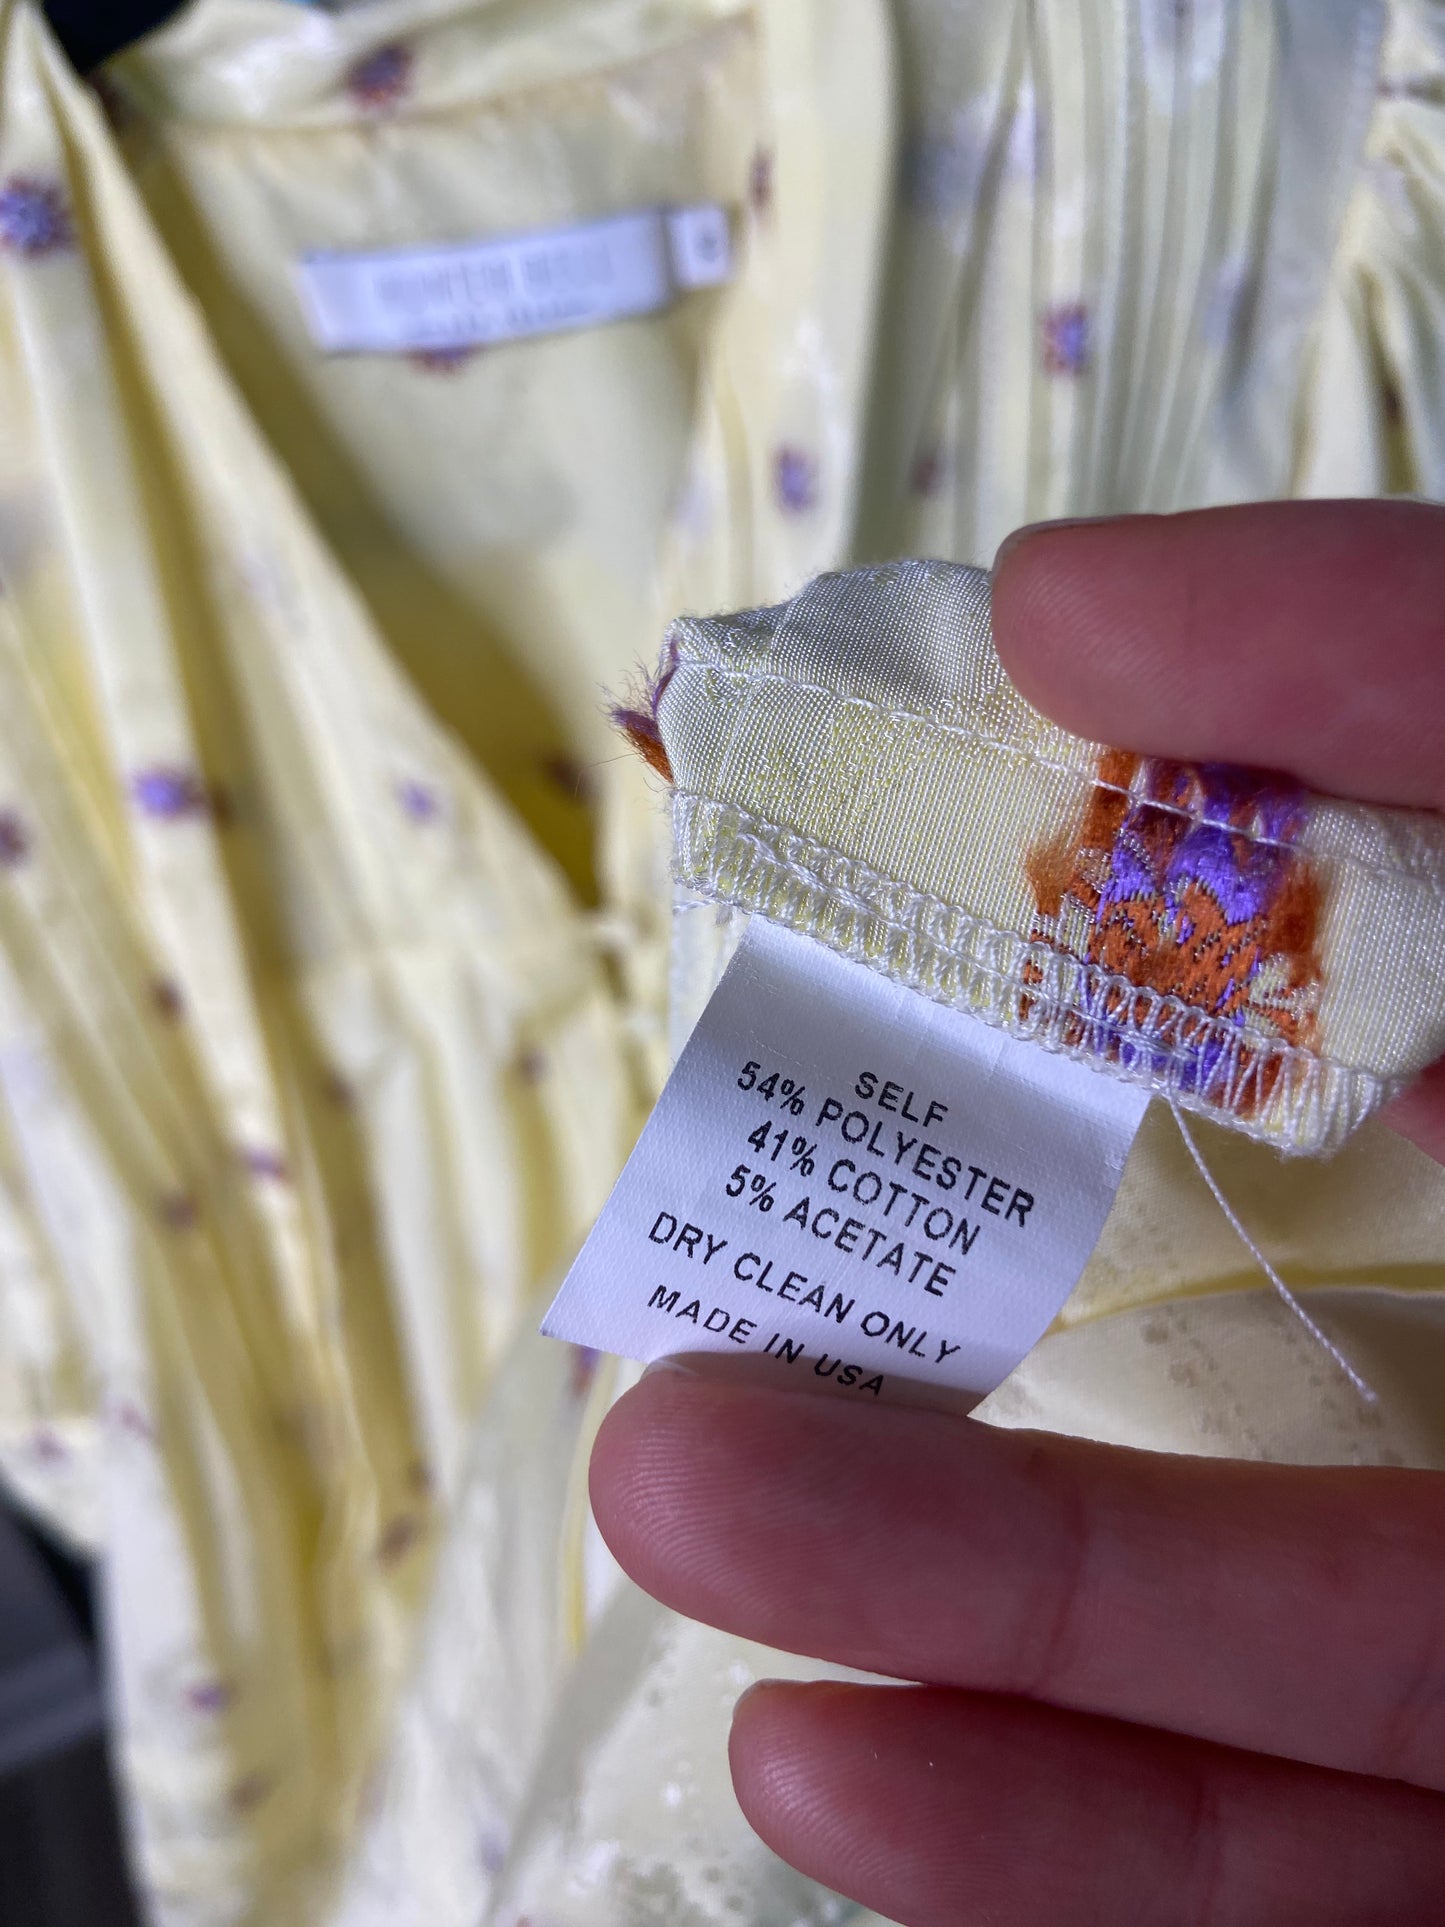 SELF
54% POLYESTER
41% COTTON
5% ACETATE
DRY CLEAN ONLY
MADE IN USA